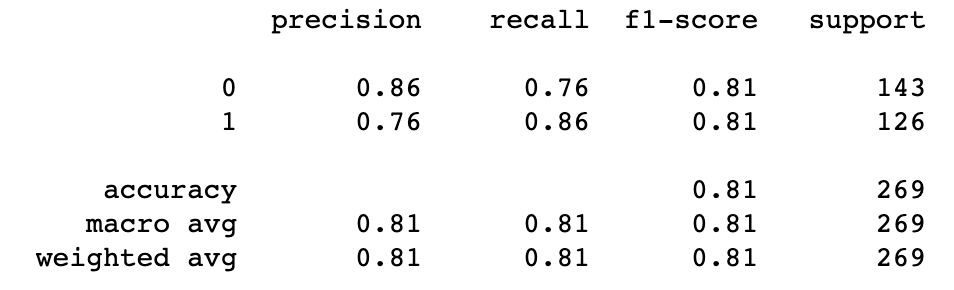 precision recall f1-score support
0 0.86 0.76 0.81 143
1 0.76 0.86 0.81 126
accuracy 0.81 269
macro avg 0.81 0.81 0.81 269
weighted avg 0.81 0.81 0.81 269